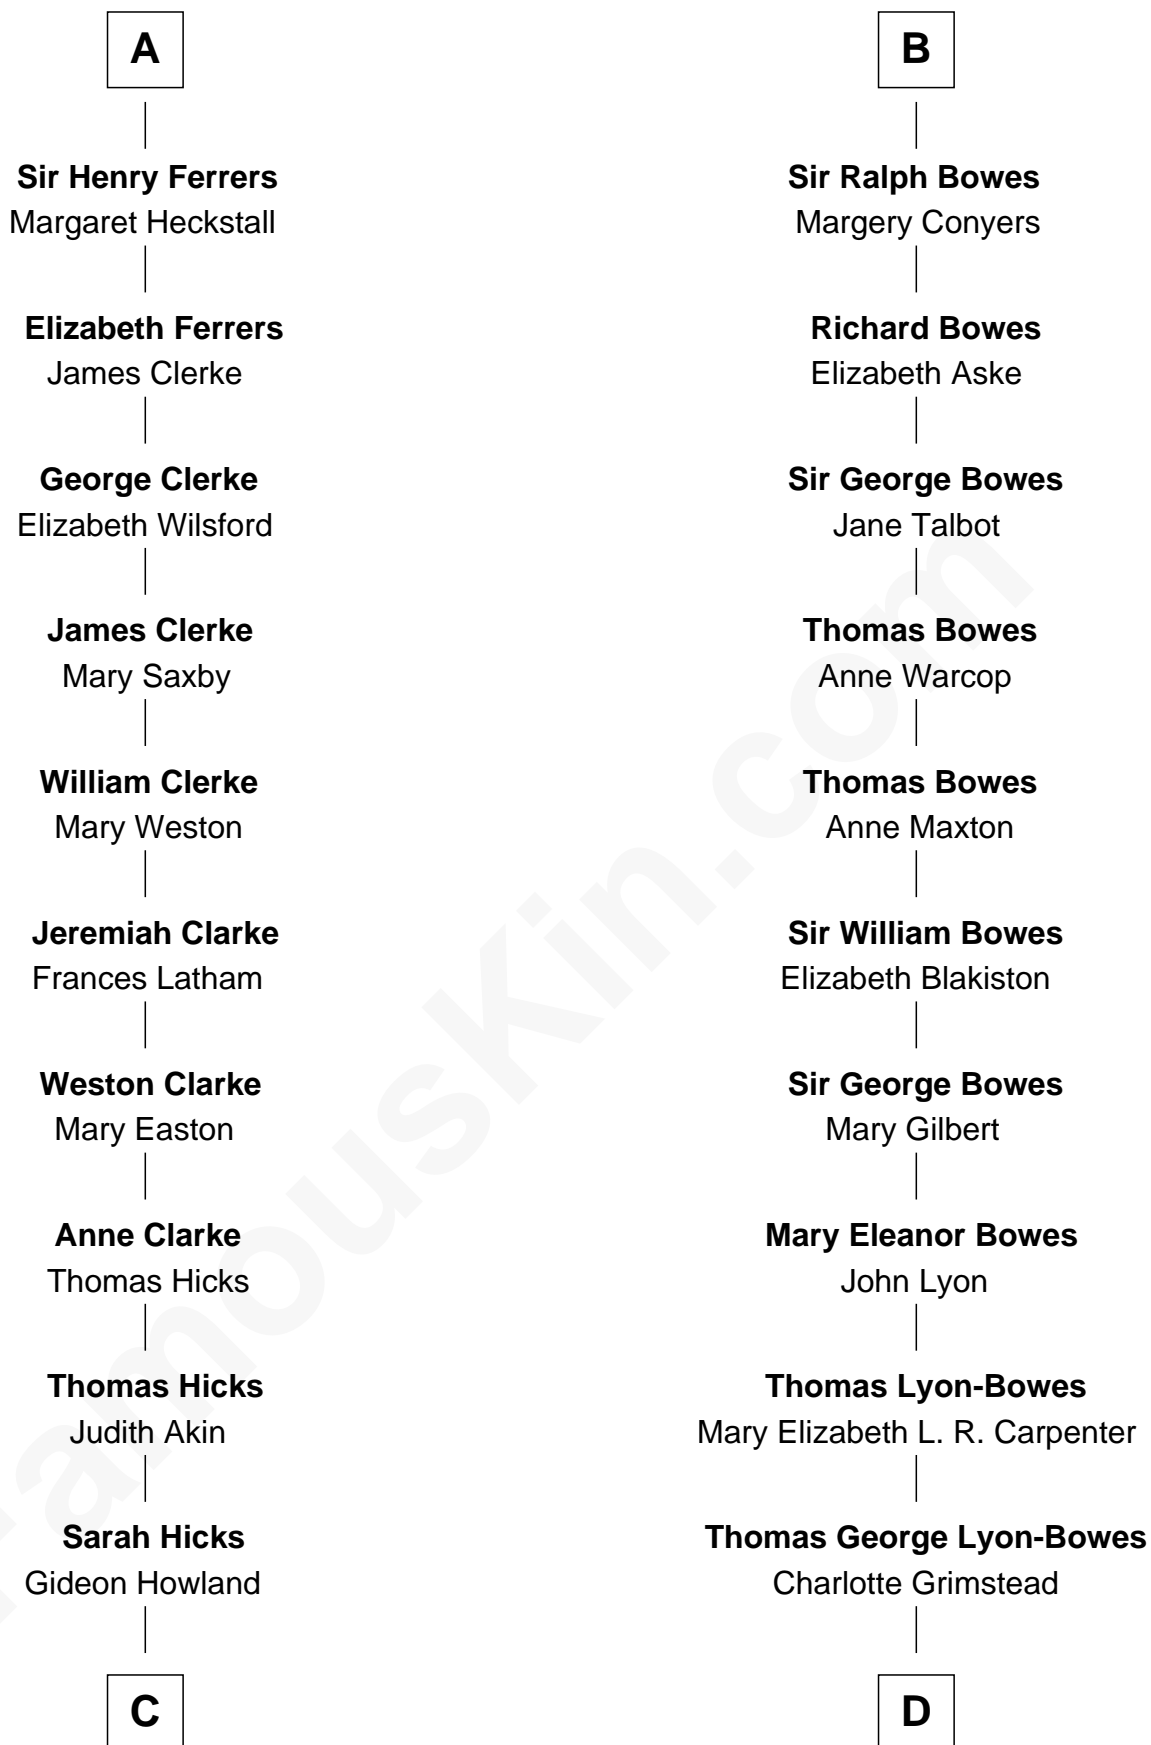 A
Sir Henry Ferrers
Margaret Heckstall
Elizabeth Ferrers
James Clerke
George Clerke
Elizabeth Wilsford
James Clerke
Mary Saxby
William Clerke
Mary Weston
Jeremiah Clarke
Frances Latham
Weston Clarke
Mary Easton
Anne Clarke
Thomas Hicks
Thomas Hicks
Judith Akin
Sarah Hicks
Gideon Howland
C
B
Sir Ralph Bowes
Margery Conyers
Richard Bowes
Elizabeth Aske
Sir George Bowes
Jane Talbot
Thomas Bowes
Anne Warcop
Thomas Bowes
Anne Maxton
Sir William Bowes
Elizabeth Blakiston
Sir George Bowes
Mary Gilbert
Mary Eleanor Bowes
John Lyon
Thomas Lyon-Bowes
Mary Elizabeth L. R. Carpenter
Thomas George Lyon-Bowes
Charlotte Grimstead
D
FamousKin.com